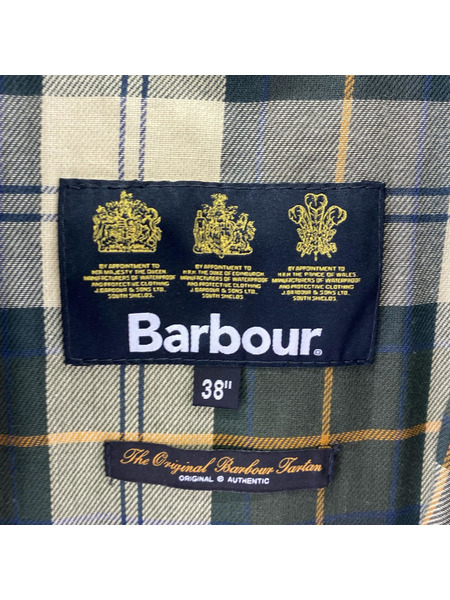 BY APPOINTMENT TO
H.R.H. THE DUKE OF EDINBURGH
MANUFACTURERS OF WATERPROOF
AND PROTECTIVE CLOTHING
J.BARBOUR & SONS LTD.
SOUTH SHIELDS
BY APPOINTMENT TO
HER MAJESTY THE QUEEN
MANUFACTURERS OF WATERPROOF
AND PROTECTIVE CLOTHING
J.BARBOUR & SONS LTD.
SOUTH SHIELDS
BY APPOINTMENT TO
H.R.H. THE PRINCE OF WALES
MANUFACTURERS OF WATERPROOF
AND PROTECTIVE CLOTHING
J.BARBOUR & SONS LTD.
SOUTH SHIELDS
Barbour®
38"
The Original Barbour Tartan
ORIGINAL © AUTHENTIC